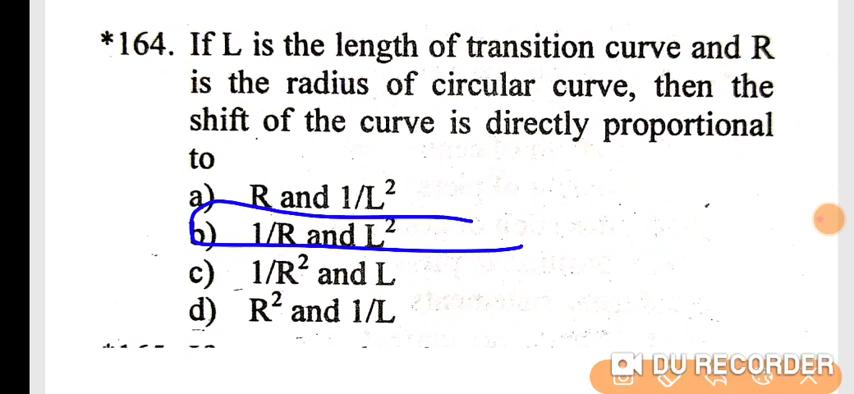 *164. If L is the length of transition curve and R
is the radius of circular curve, then the
shift of the curve is directly proportional
to
a) R and 1/L²
b) 1/R and L²
c) 1/R² and L
d) R² and 1/L
DU RECORDER